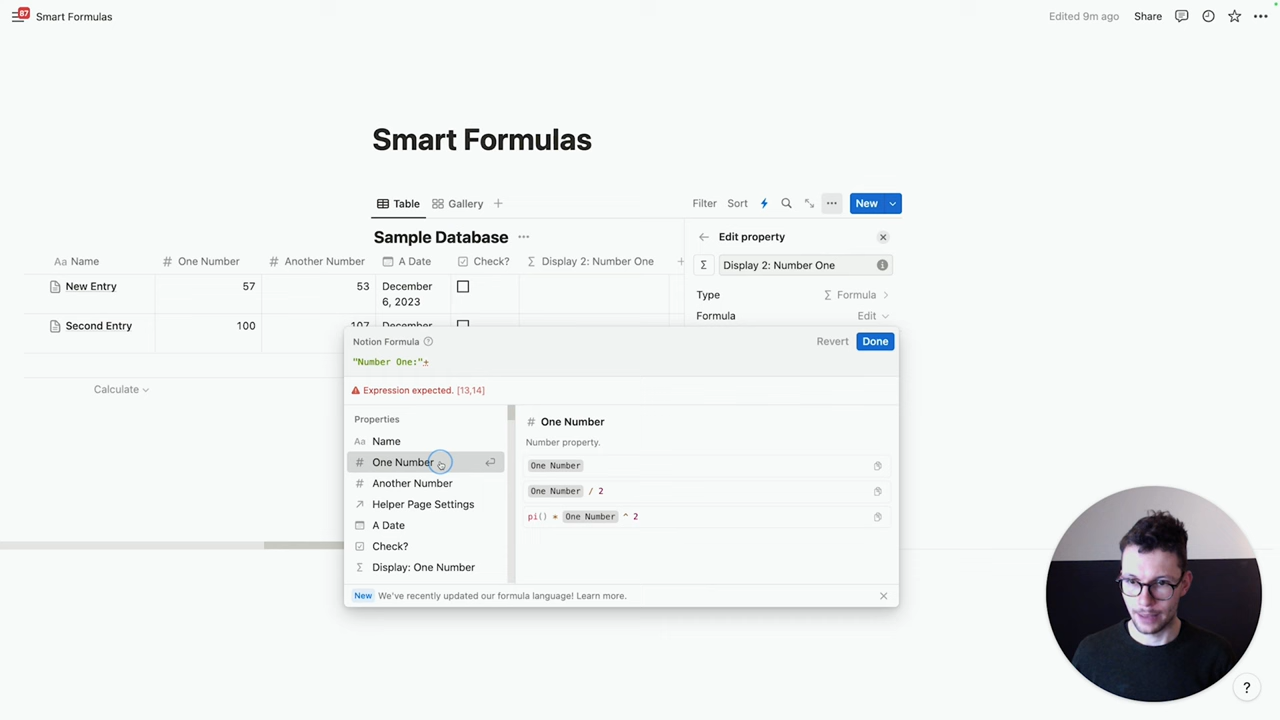 67
Smart Formulas
Edited 9m ago
Share
Smart Formulas
Table
Gallery
Filter
Sort
New
Sample Database
Edit property
Aa Name
# One Number
# Another Number
A Date
Check?
Σ Display 2: Number One
Σ Display 2: Number One
New Entry
57
53
December 6, 2023
Type
Σ Formula
Second Entry
100
107
December
Formula
Edit
Calculate
Notion Formula
Revert
Done
"Number One:"+
Expression expected. [13,14]
Properties
Aa Name
# One Number
# Another Number
Helper Page Settings
A Date
Check?
Σ Display: One Number
# One Number
Number property.
One Number
One Number / 2
pi() * One Number ^ 2
New We've recently updated our formula language! Learn more.
?